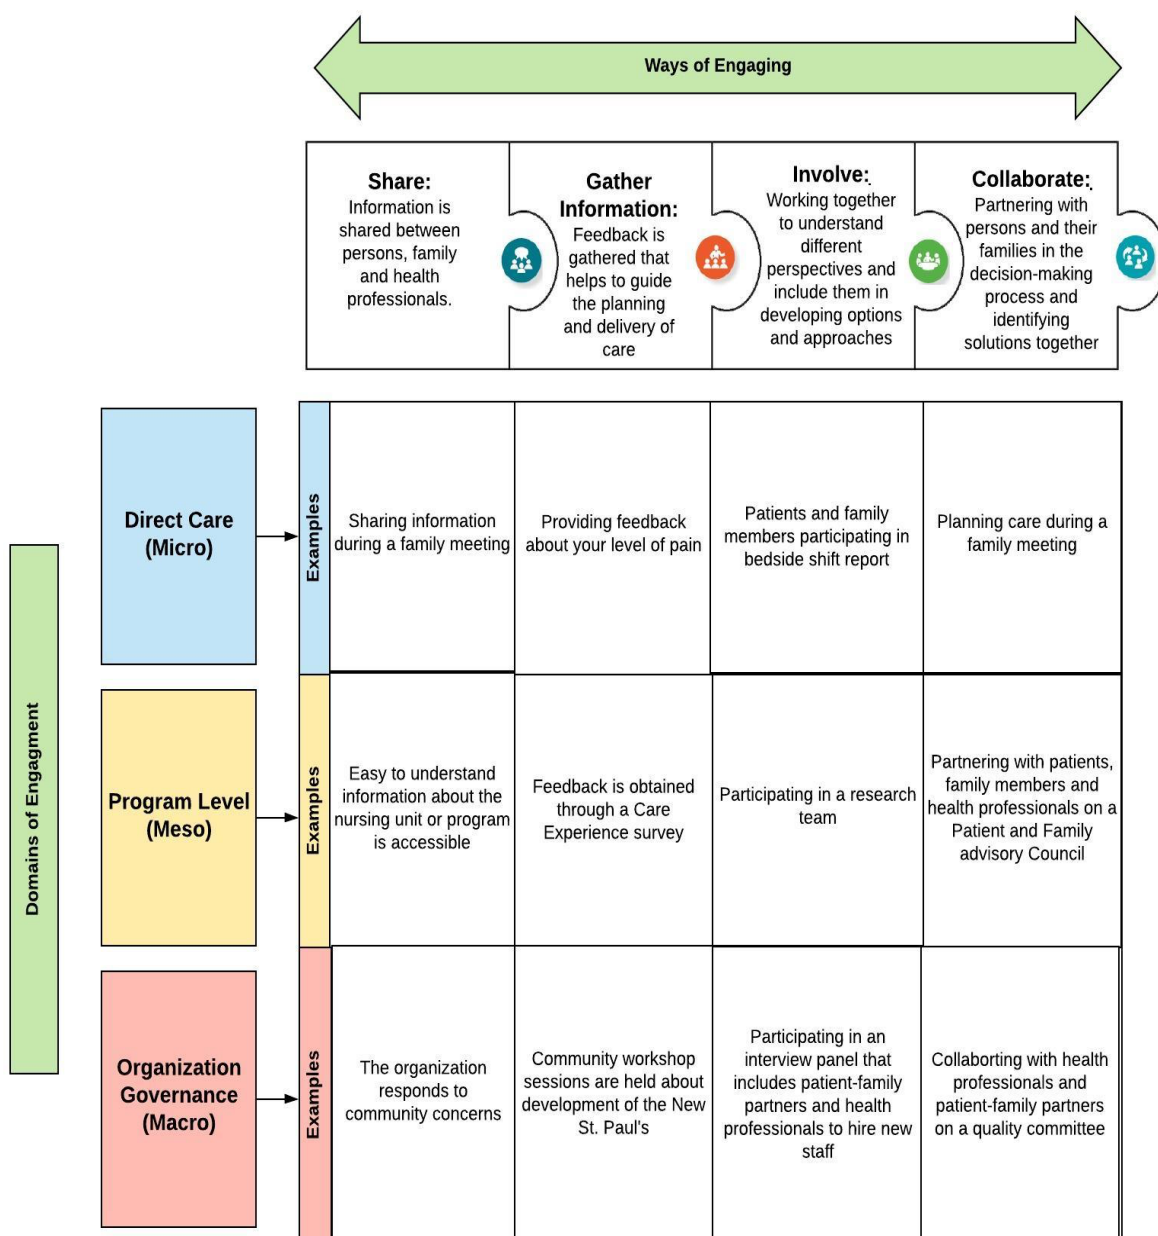 Ways of Engaging
Share:
Information is
shared between
persons, family
and health
professionals.
Gather
Information:
Feedback is
gathered that
helps to guide
the planning
and delivery of
care
Involve:
Working together
to understand
different
perspectives and
include them in
developing options
and approaches
Collaborate:
Partnering with
persons and their
families in the
decision-making
process and
identifying
solutions together
Domains of Engagment
Direct Care
(Micro)
Examples
Sharing information
during a family meeting
Providing feedback
about your level of pain
Patients and family
members participating in
bedside shift report
Planning care during a
family meeting
Program Level
(Meso)
Examples
Easy to understand
information about the
nursing unit or program
is accessible
Feedback is obtained
through a Care
Experience survey
Participating in a research
team
Partnering with patients,
family members and
health professionals on a
Patient and Family
advisory Council
Organization
Governance
(Macro)
Examples
The organization
responds to
community concerns
Community workshop
sessions are held about
development of the New
St. Paul's
Participating in an
interview panel that
includes patient-family
partners and health
professionals to hire new
staff
Collaborting with health
professionals and
patient-family partners
on a quality committee